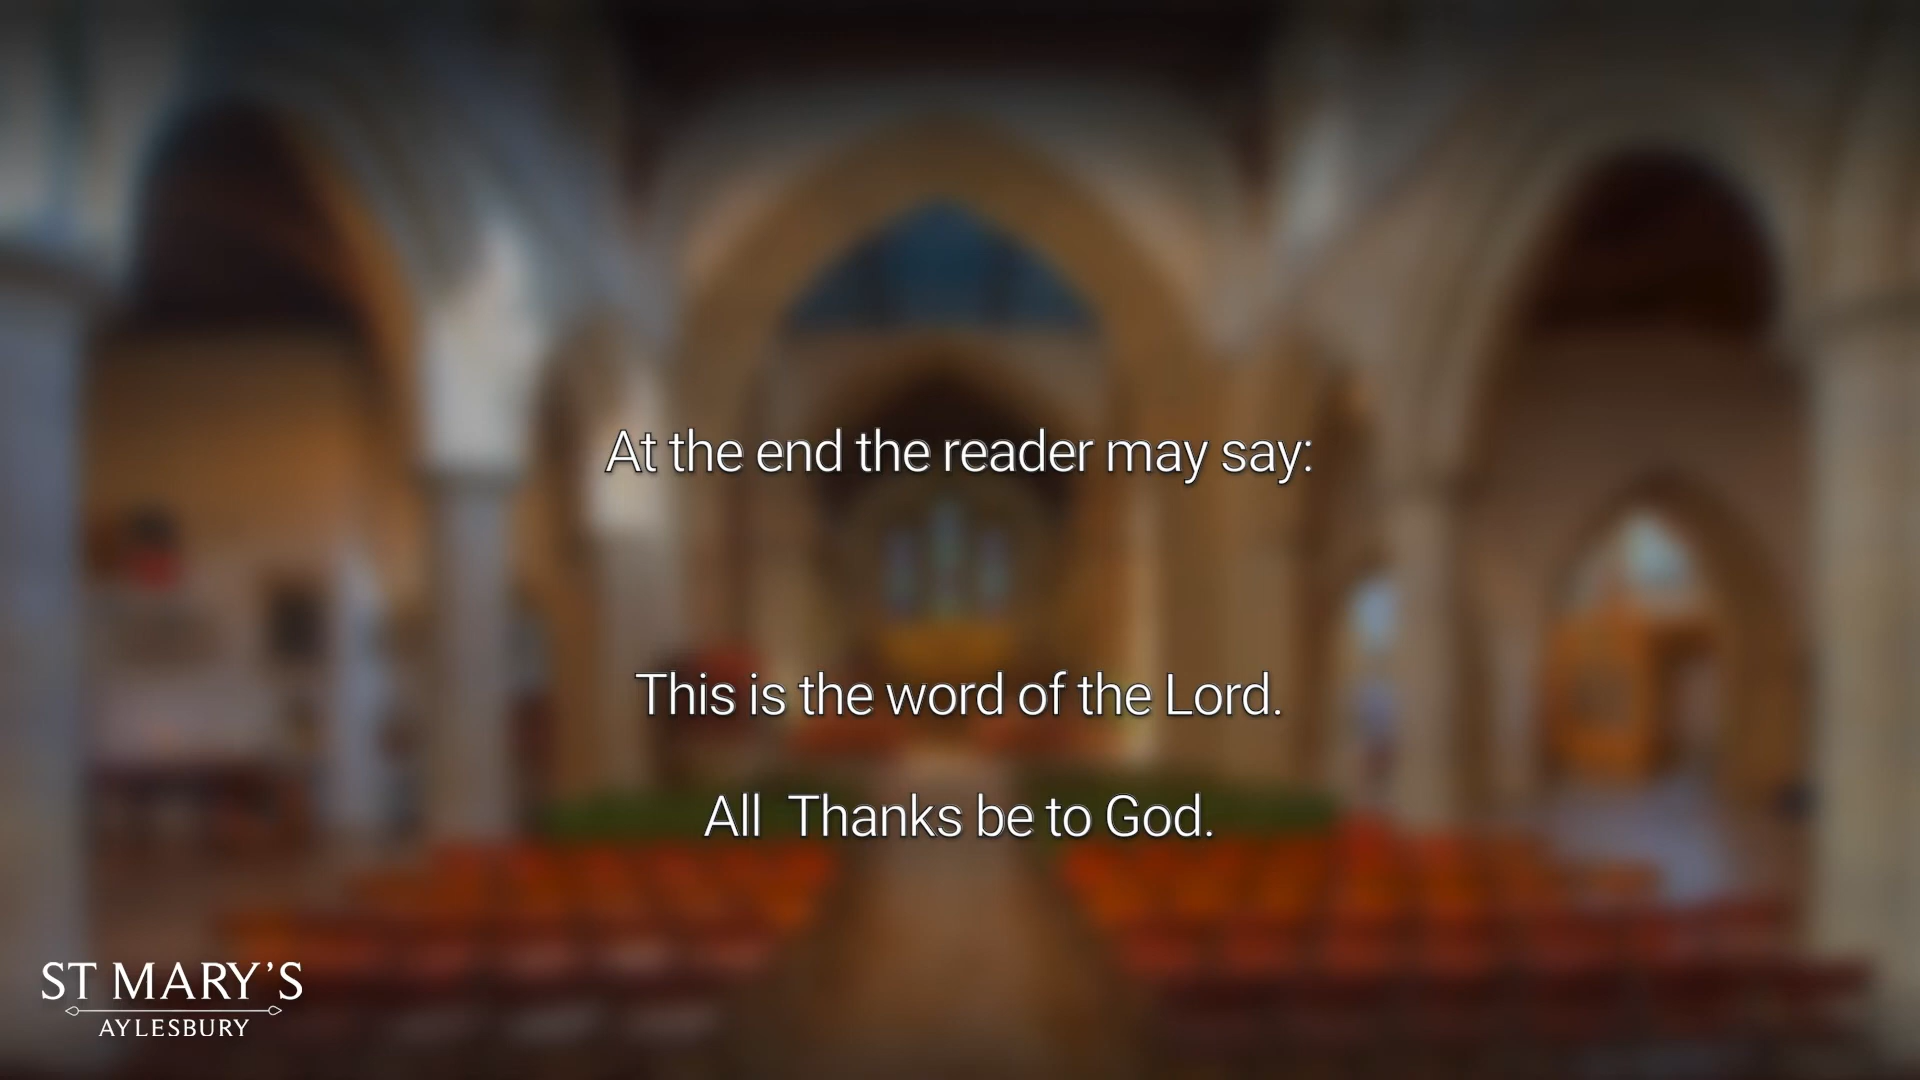 At the end the reader may say:
This is the word of the Lord.
All  Thanks be to God.
ST MARY'S
AYLESBURY